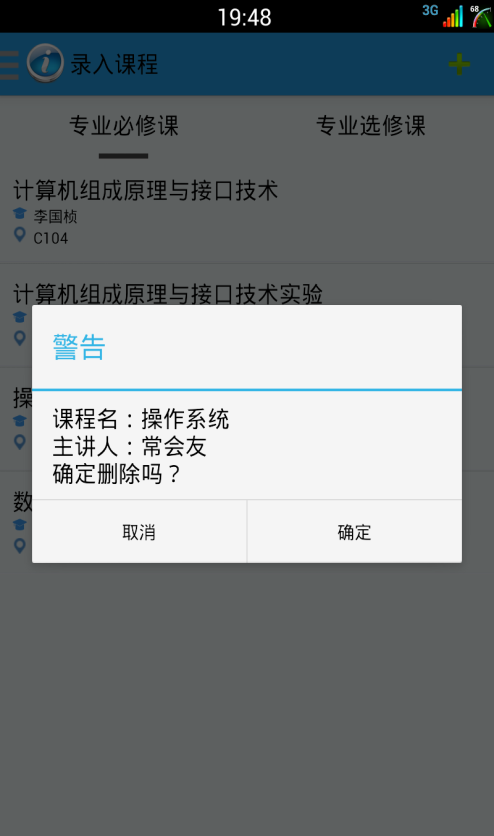 19:48
3G
68
录入课程
专业必修课
专业选修课
计算机组成原理与接口技术
李国桢
C104
计算机组成原理与接口技术实验
操
数
警告
课程名：操作系统
主讲人：常会友
确定删除吗？
取消
确定